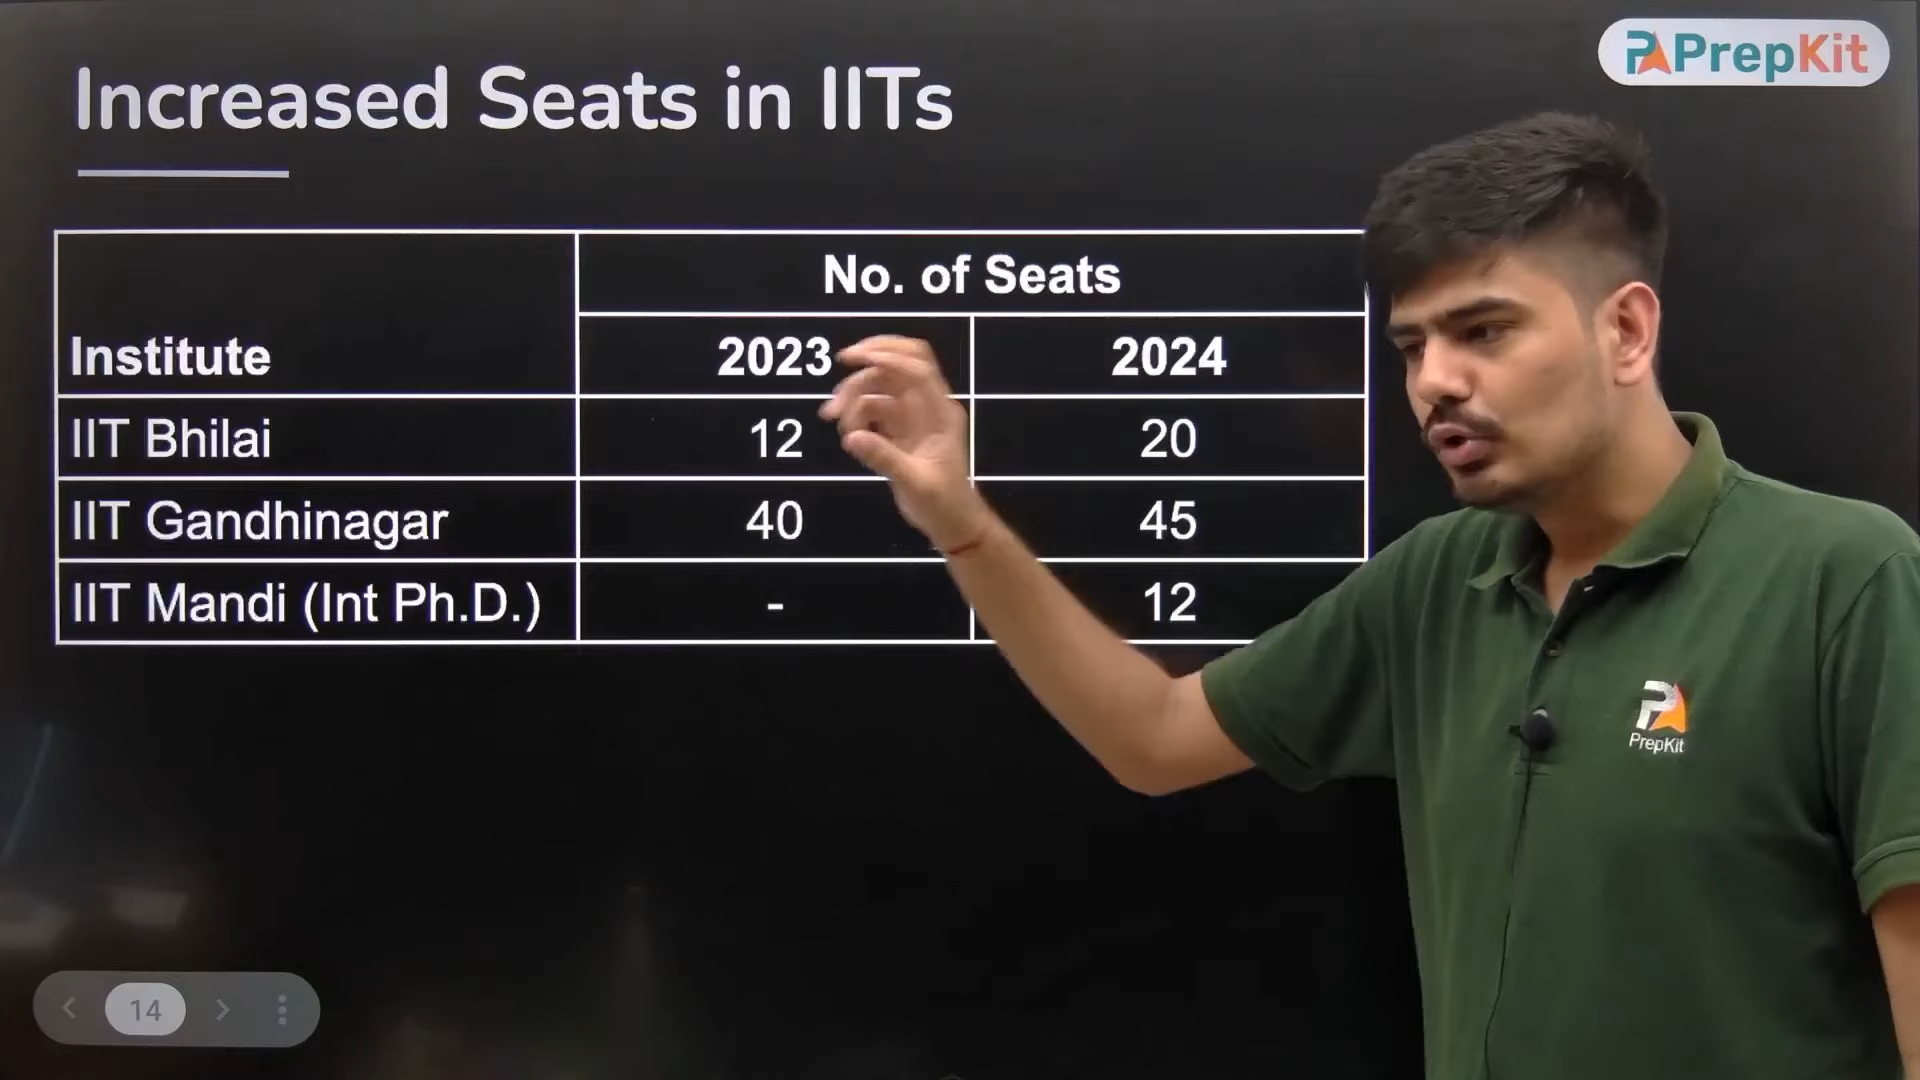 PrepKit
Increased Seats in IITs
No. of Seats
Institute 2023 2024
IIT Bhilai 12 20
IIT Gandhinagar 40 45
IIT Mandi (Int Ph.D.) - 12
PrepKit
14